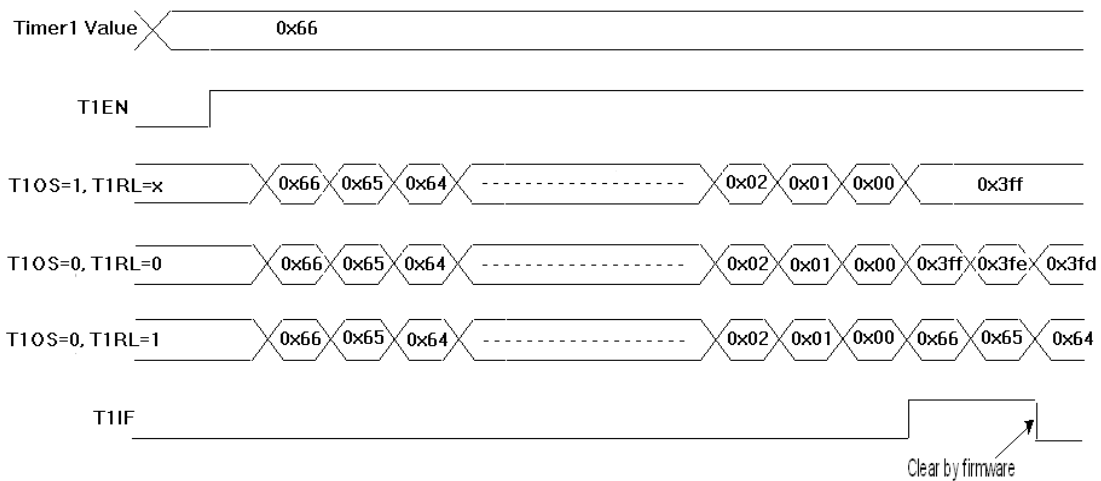 Timer1 Value 0x66
T1EN
T1OS=1, T1RL=x 0x66 0x65 0x64 0x02 0x01 0x00 0x3ff
T1OS=0, T1RL=0 0x66 0x65 0x64 0x02 0x01 0x00 0x3ff 0x3fe 0x3fd
T1OS=0, T1RL=1 0x66 0x65 0x64 0x02 0x01 0x00 0x66 0x65 0x64
T1IF
Clear by firmware